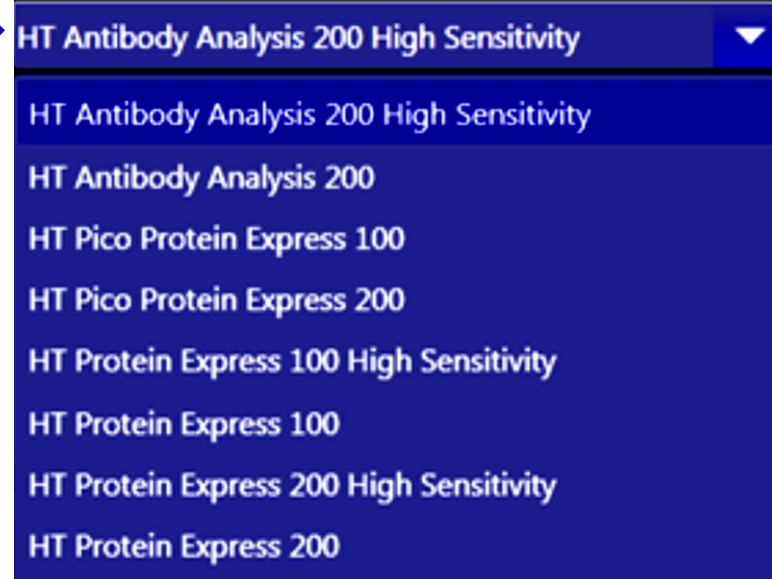 HT Antibody Analysis 200 High Sensitivity
HT Antibody Analysis 200 High Sensitivity
HT Antibody Analysis 200
HT Pico Protein Express 100
HT Pico Protein Express 200
HT Protein Express 100 High Sensitivity
HT Protein Express 100
HT Protein Express 200 High Sensitivity
HT Protein Express 200